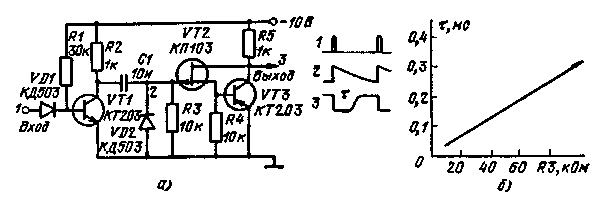 -10В
R1
30к
R2
1к
C1
10н
VT2
КП103
R5
1к
3
Выход
VD1
КД503
1
Вход
VT1
КТ203
2
VD2
КД503
R3
10к
R4
10к
VT3
КТ203
а)
1
2
3
τ
τ, мс
0,4
0,3
0,2
0,1
0
20 40 60 R3, кОм
б)